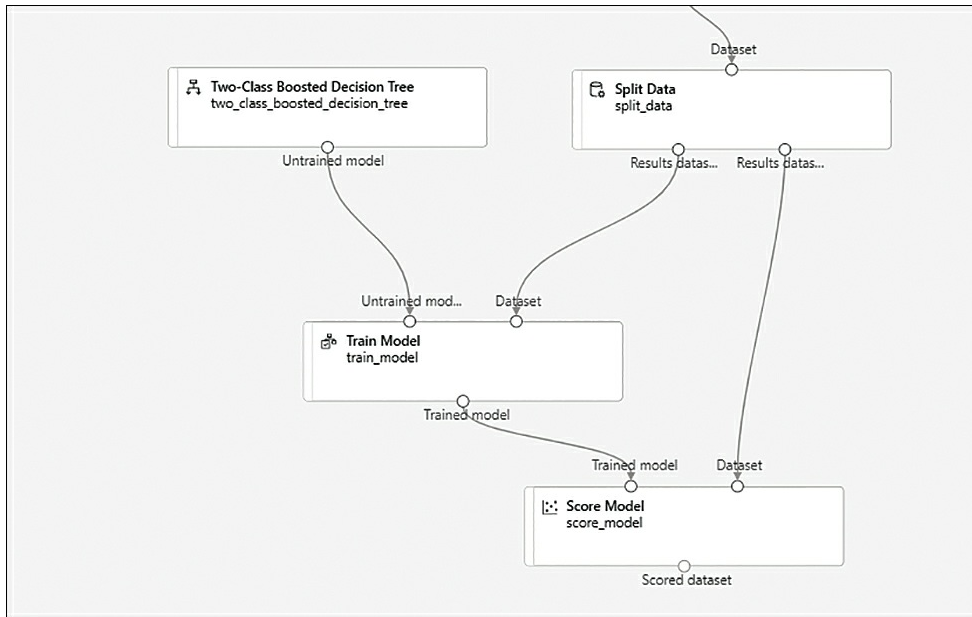 Dataset
Two-Class Boosted Decision Tree
two_class_boosted_decision_tree
Split Data
split_data
Untrained model
Results datas...
Results datas...
Untrained mod...
Dataset
Train Model
train_model
Trained model
Trained model
Dataset
Score Model
score_model
Scored dataset